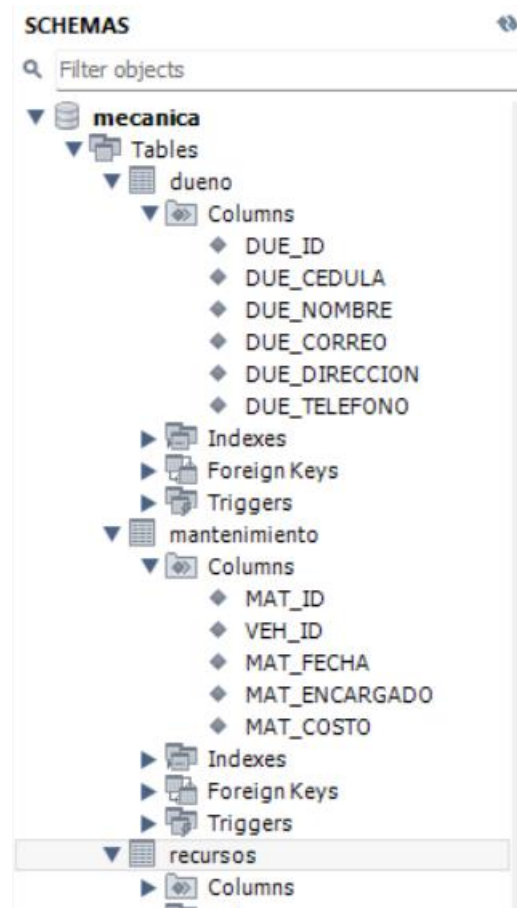 SCHEMAS
Filter objects
mecanica
Tables
dueno
Columns
DUE_ID
DUE_CEDULA
DUE_NOMBRE
DUE_CORREO
DUE_DIRECCION
DUE_TELEFONO
Indexes
Foreign Keys
Triggers
mantenimiento
Columns
MAT_ID
VEH_ID
MAT_FECHA
MAT_ENCARGADO
MAT_COSTO
Indexes
Foreign Keys
Triggers
recursos
Columns